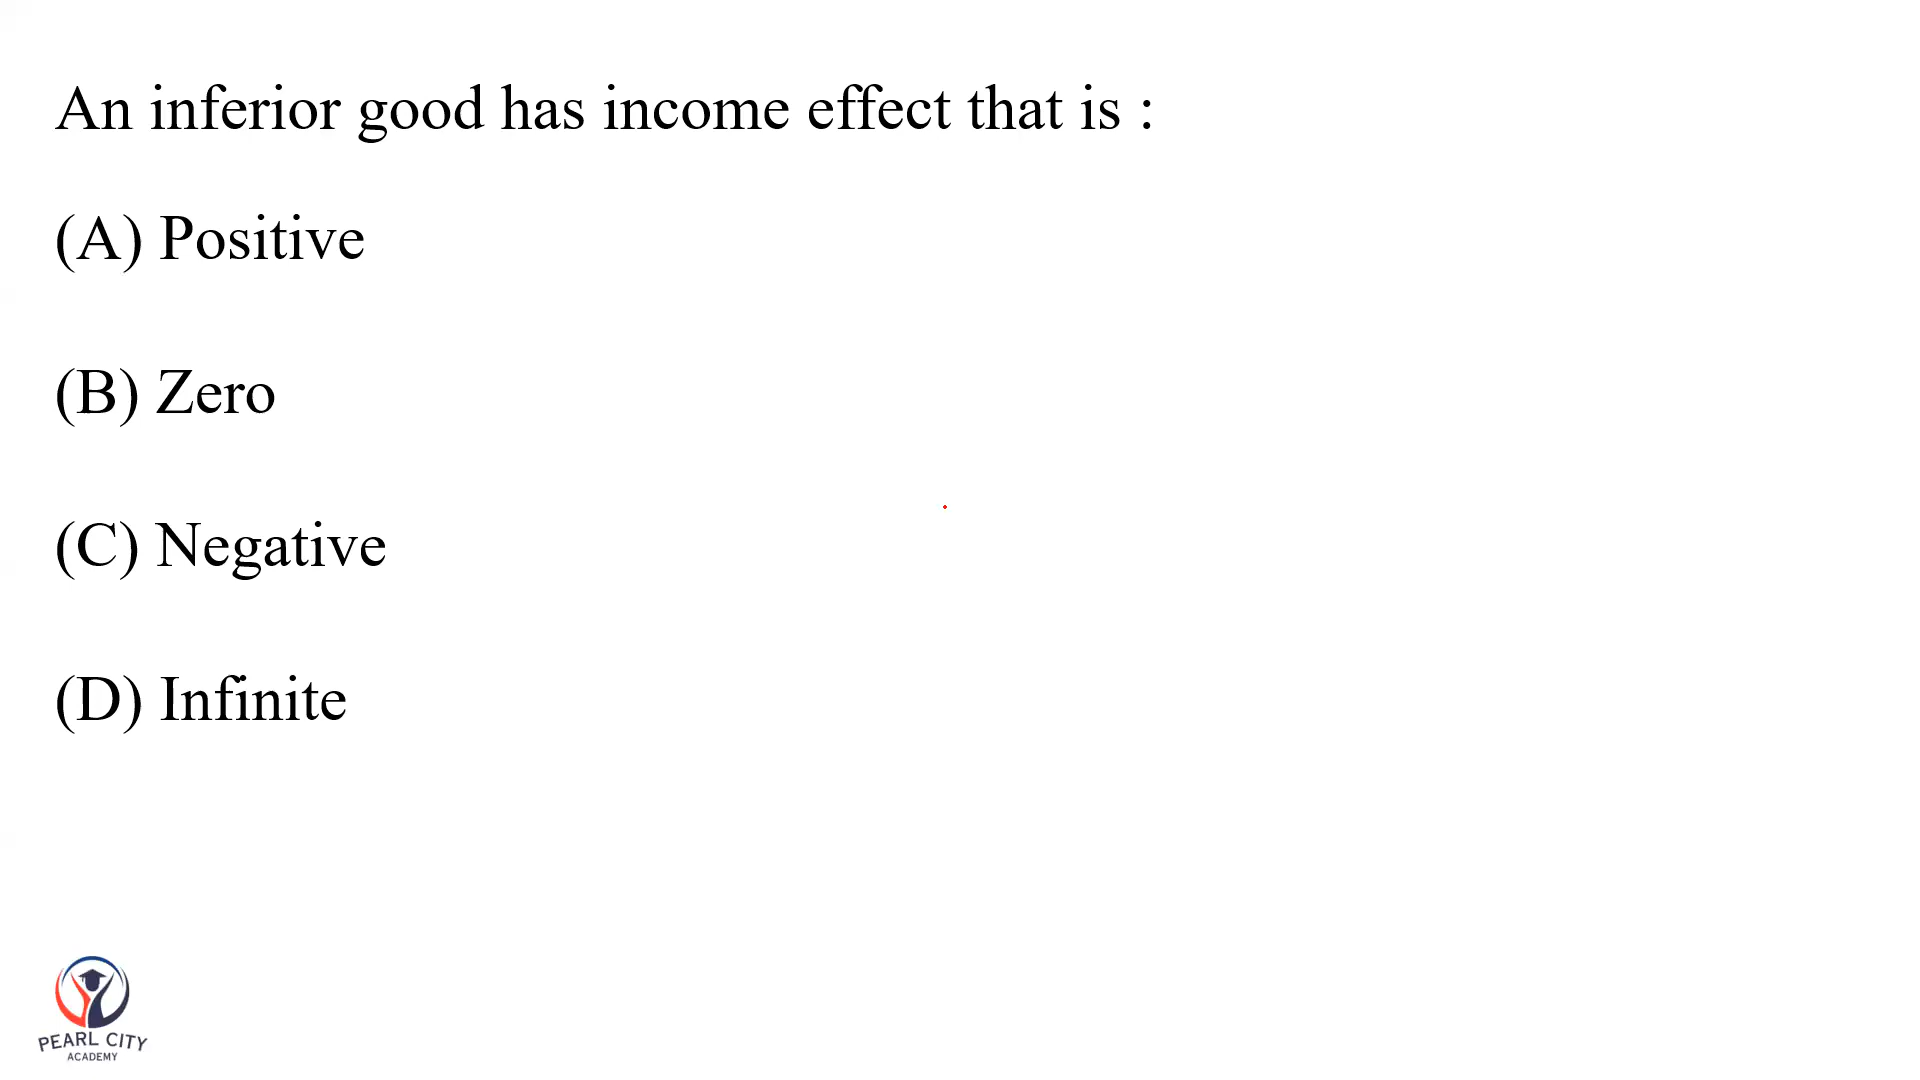 An inferior good has income effect that is :
(A) Positive
(B) Zero
(C) Negative
(D) Infinite
PEARL CITY
ACADEMY